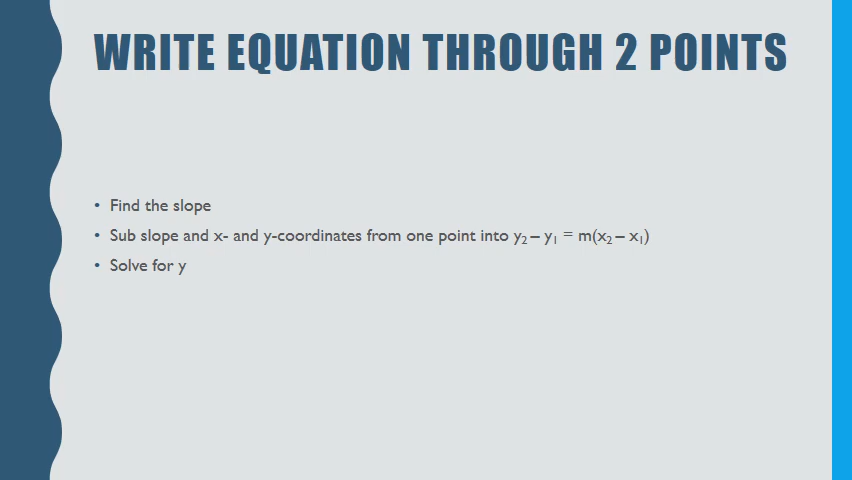 WRITE EQUATION THROUGH 2 POINTS
• Find the slope
• Sub slope and x- and y-coordinates from one point into y₂ – y₁ = m(x₂ – x₁)
• Solve for y